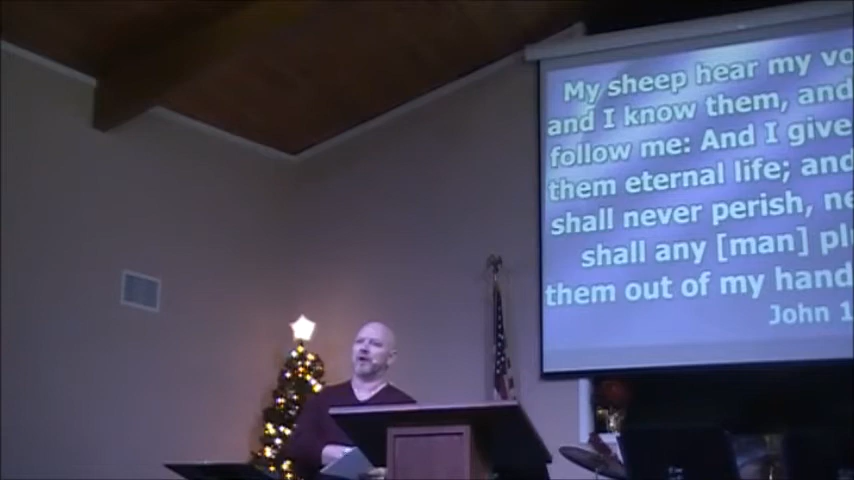 My sheep hear my
and I know them, and
follow me: And I give
them eternal life; and
shall never perish,
shall any [man]
them out of my hand
John